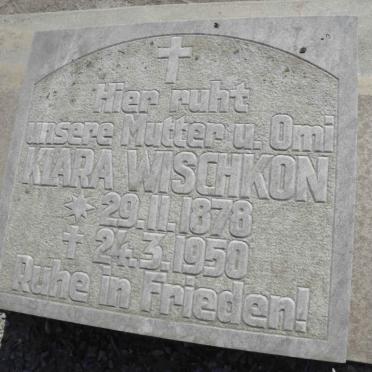 Hier ruht
unsere Mutter u. Omi
KLARA WISCHKON
* 29.11.1878
† 24.3.1950
Ruhe in Frieden!